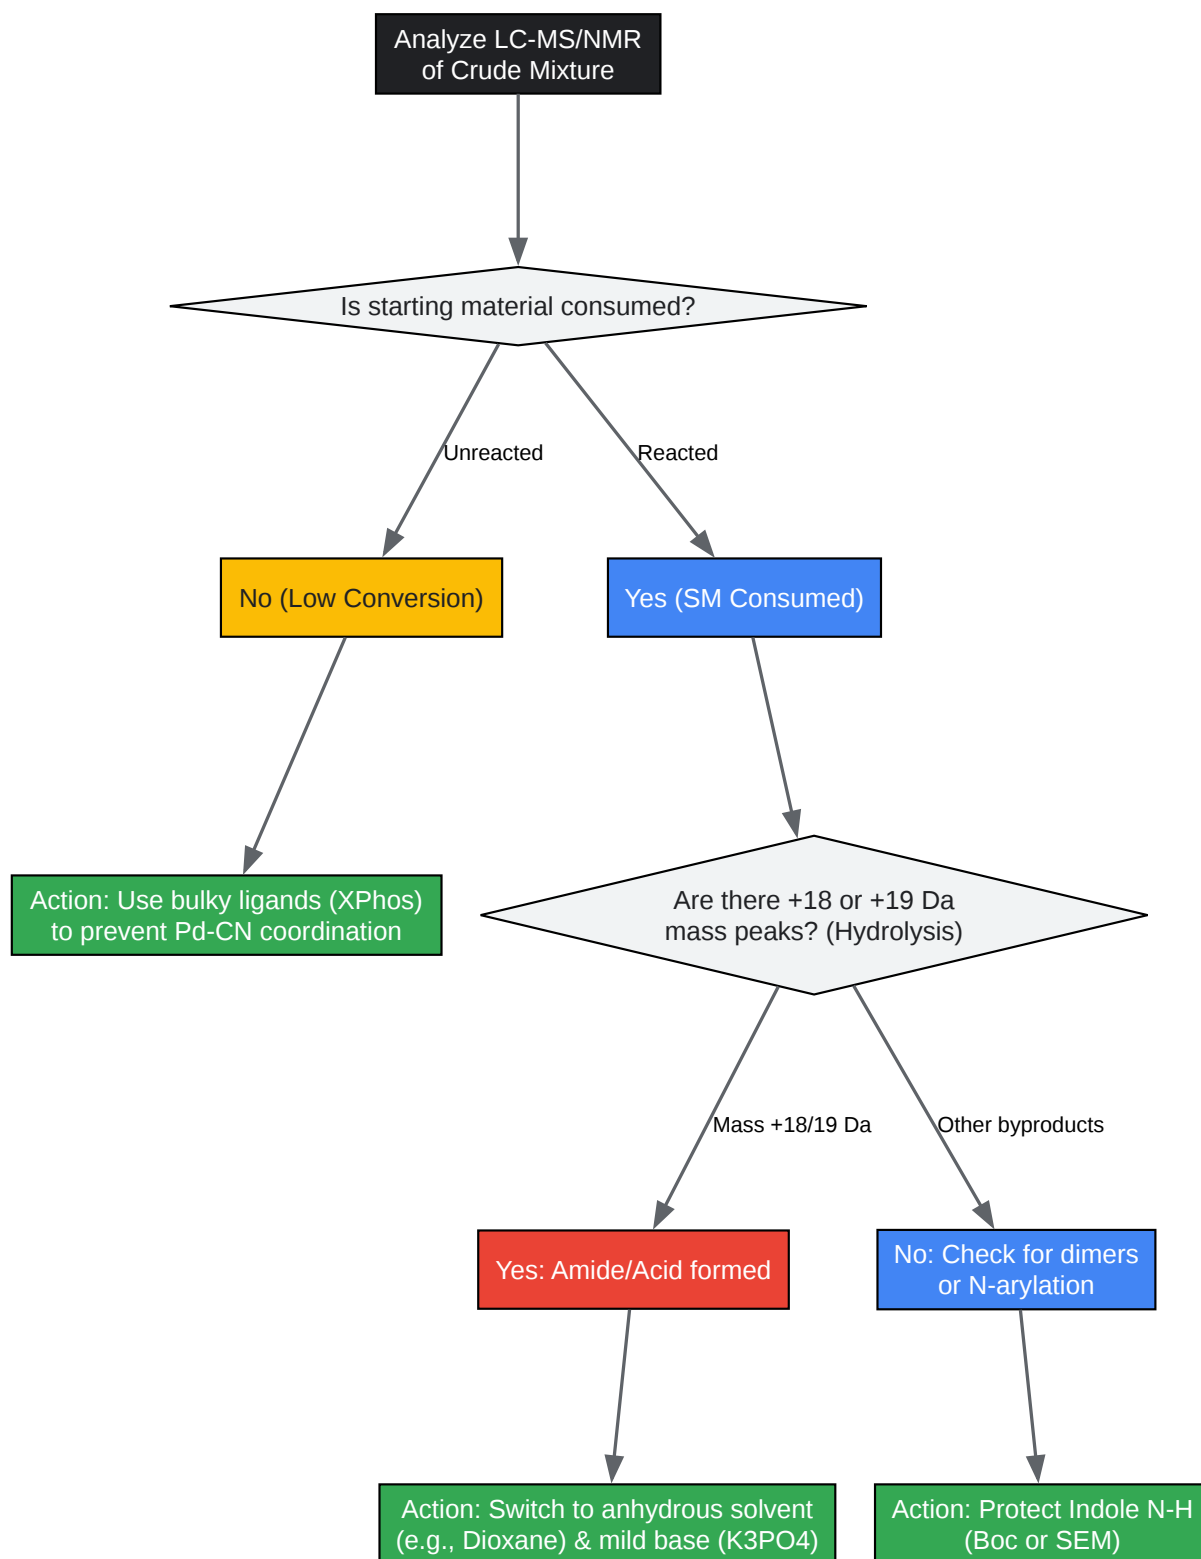 Analyze LC-MS/NMR
of Crude Mixture
Is starting material consumed?
Unreacted
Reacted
No (Low Conversion)
Yes (SM Consumed)
Action: Use bulky ligands (XPhos)
to prevent Pd-CN coordination
Are there +18 or +19 Da
mass peaks? (Hydrolysis)
Mass +18/19 Da
Other byproducts
Yes: Amide/Acid formed
No: Check for dimers
or N-arylation
Action: Switch to anhydrous solvent
(e.g., Dioxane) & mild base (K3PO4)
Action: Protect Indole N-H
(Boc or SEM)